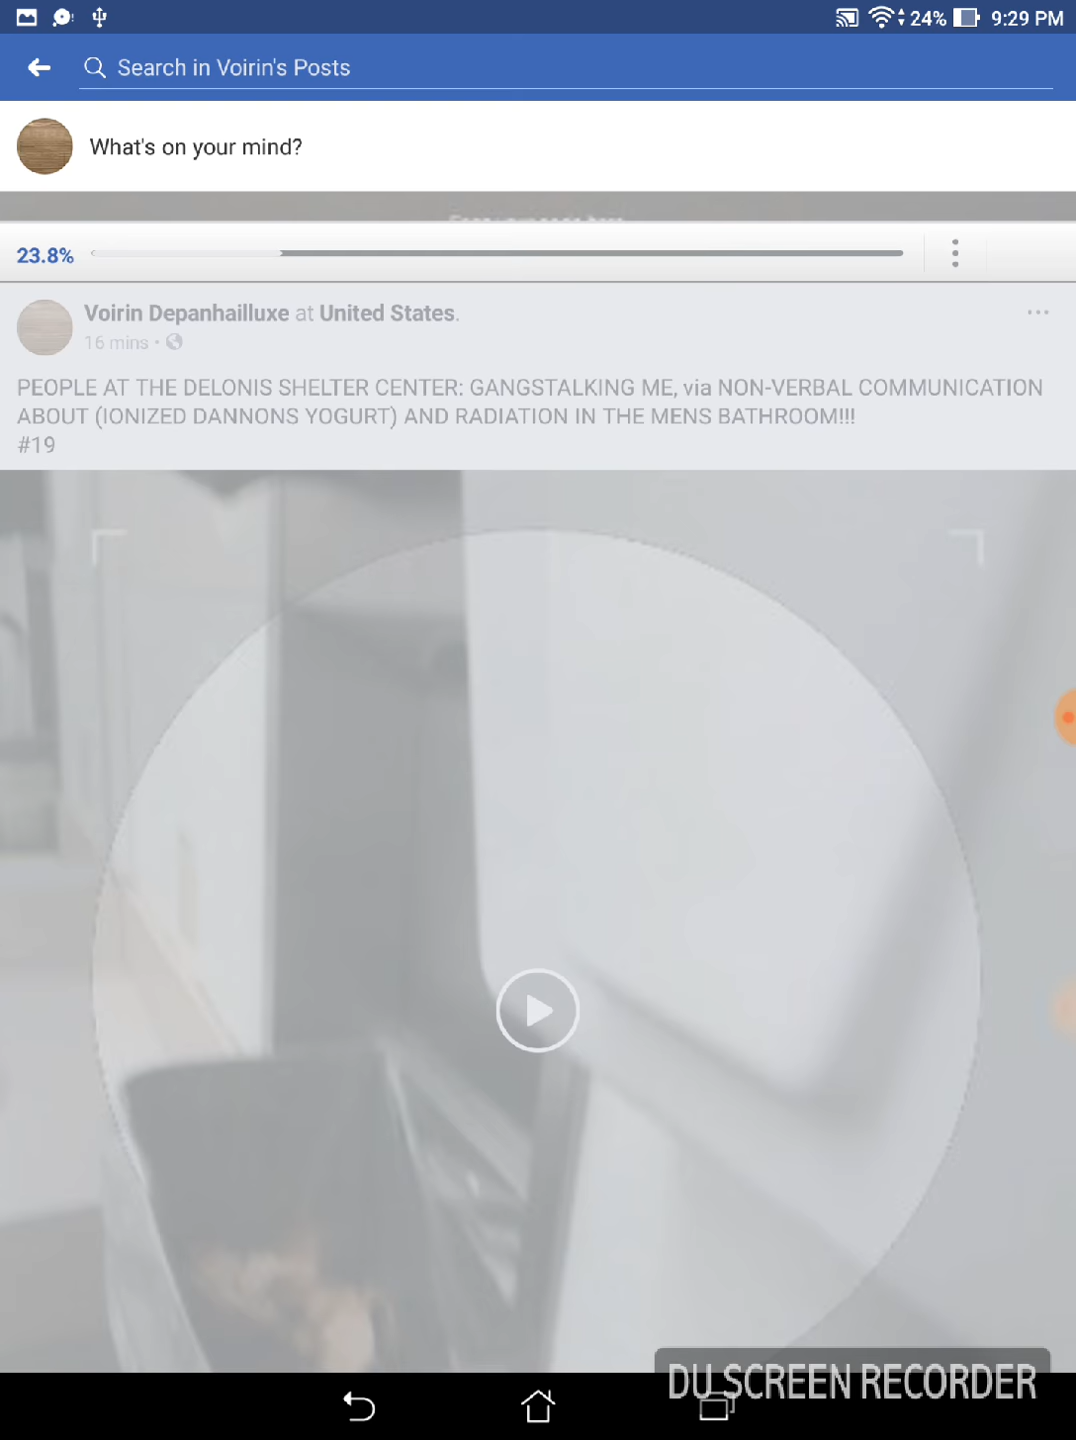 24% 9:29 PM
Search in Voirin's Posts
What's on your mind?
23.8%
Voirin Depanhailluxe at United States.
16 mins •
PEOPLE AT THE DELONIS SHELTER CENTER: GANGSTALKING ME, via NON-VERBAL COMMUNICATION
ABOUT (IONIZED DANNONS YOGURT) AND RADIATION IN THE MENS BATHROOM!!!
#19
DU SCREEN RECORDER